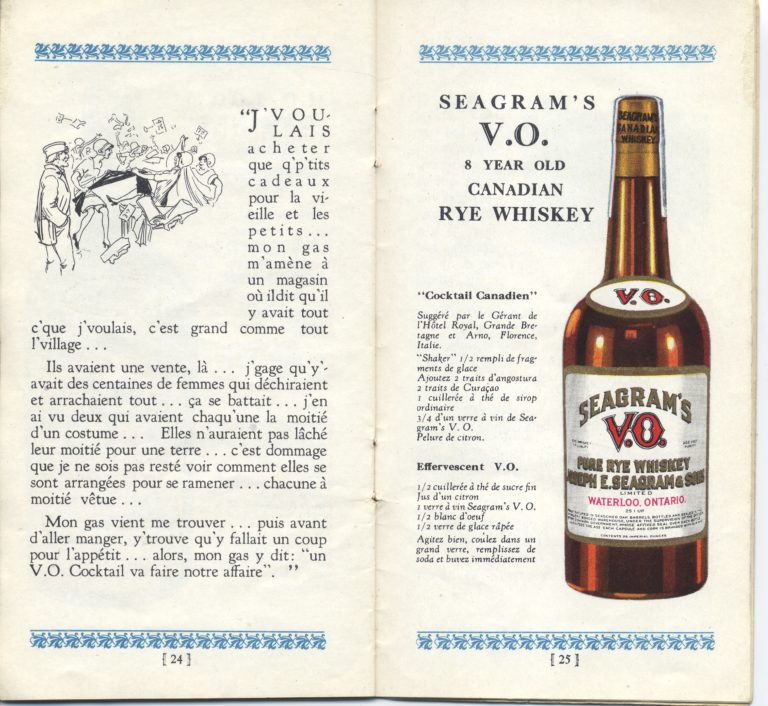 "J'VOU-
LAIS
acheter
que q'p'tits
cadeaux
pour la vi-
eille et les
petits...
mon gas
m'amène à
un magasin
où ildit qu'il
y avait tout
c'que j'voulais, c'est grand comme tout
l'village...
Ils avaient une vente, là... j'gage qu'y'-
avait des centaines de femmes qui déchiraient
et arrachaient tout... ça se battait... j'en
ai vu deux qui avaient chaqu'une la moitié
d'un costume... Elles n'auraient pas lâché
leur moitié pour une terre... c'est dommage
que je ne sois pas resté voir comment elles se
sont arrangées pour se ramener... chacune à
moitié vêtue...
Mon gas vient me trouver... puis avant
d'aller manger, y'trouve qu'y fallait un coup
pour l'appétit... alors, mon gas y dit: "un
V.O. Cocktail va faire notre affaire". "
[ 24 ]
SEAGRAM'S
V.O.
8 YEAR OLD
CANADIAN
RYE WHISKEY
"Cocktail Canadien"
Suggéré par le Gérant de
l'Hôtel Royal, Grande Bre-
tagne et Arno, Florence,
Italie.
"Shaker" 1/2 rempli de frag-
ments de glace
Ajoutez 2 traits d'angostura
2 traits de Curaçao
1 cuillerée à thé de sirop
ordinaire
3/4 d'un verre à vin de Sea-
gram's V. O.
Pelure de citron.
Effervescent V.O.
1/2 cuillerée à thé de sucre fin
Jus d'un citron
1 verre à vin Seagram's V. O.
1/2 blanc d'oeuf
1/2 verre de glace râpée
Agitez bien, coulez dans un
grand verre, remplissez de
soda et buvez immédiatement
SEAGRAM'S
CANADIAN
WHISKEY
V.O.
SEAGRAM'S
V.O.
PURE RYE WHISKEY
JOSEPH E. SEAGRAM & SONS
LIMITED
WATERLOO, ONTARIO.
CONTENTS 25 IMPERIAL OUNCES
[ 25 ]